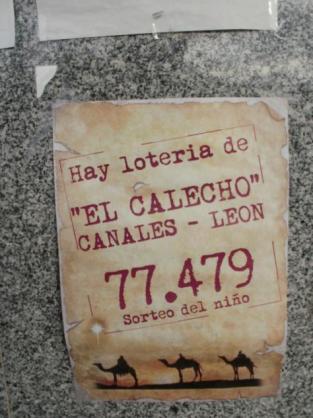 Hay loteria de
"EL CALECHO"
CANALES - LEON
77.479
Sorteo del niño